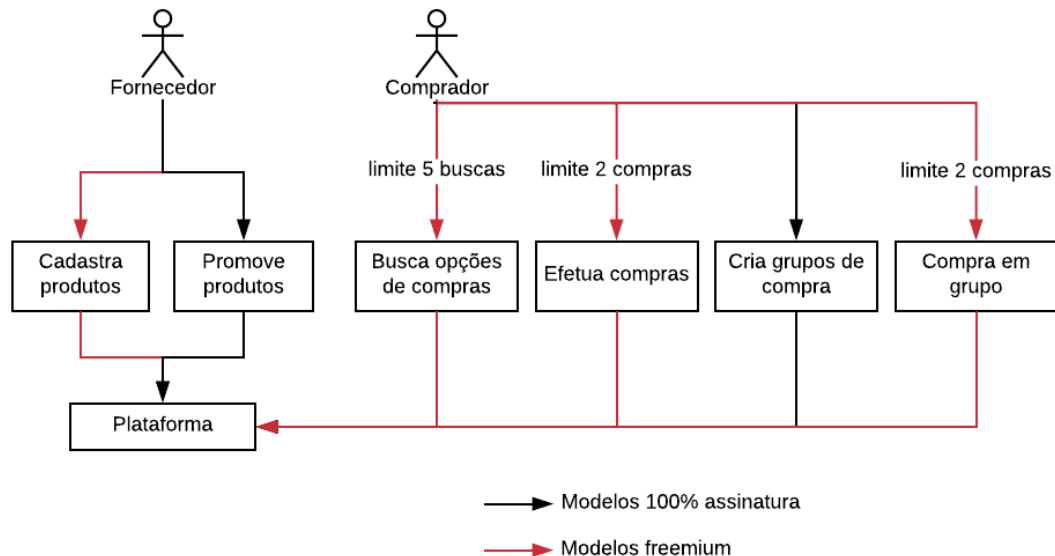 Fornecedor
Comprador
limite 5 buscas
limite 2 compras
limite 2 compras
Cadastra
produtos
Promove
produtos
Busca opções
de compras
Efetua compras
Cria grupos de
compra
Compra em
grupo
Plataforma
Modelos 100% assinatura
Modelos freemium